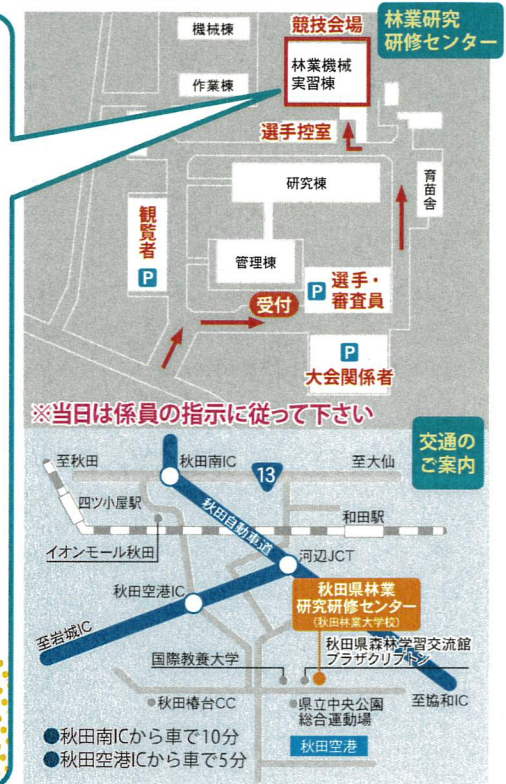 林業研究
研修センター
機械棟
競技会場
林業機械
実習棟
作業棟
選手控室
研究棟
育苗舎
観覧者
P
管理棟
P
選手・
審査員
受付
P
大会関係者
※当日は係員の指示に従って下さい
交通の
ご案内
至秋田
秋田南IC
13
至大仙
四ツ小屋駅
秋田自動車道
和田駅
イオンモール秋田
河辺JCT
秋田空港IC
秋田県林業
研究研修センター
(秋田林業大学校)
至岩城IC
秋田県森林学習交流館
プラザクリプトン
国際教養大学
秋田椿台CC
県立中央公園
総合運動場
至協和IC
●秋田南ICから車で10分
●秋田空港ICから車で5分
秋田空港